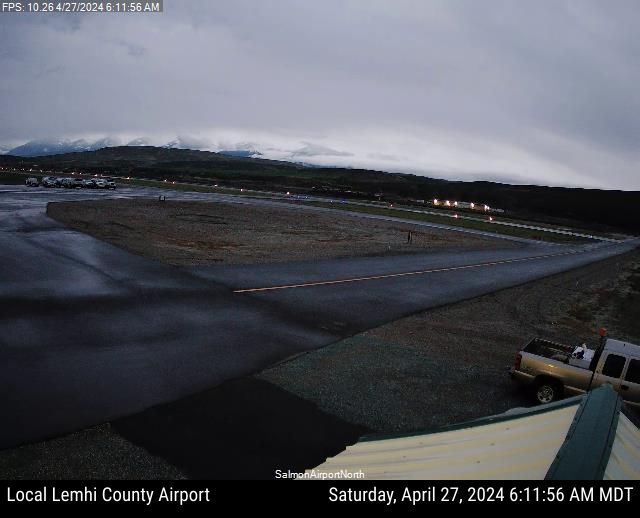 FPS: 10.26 4/27/2024 6:11:56 AM
SalmonAirportNorth
Local Lemhi County Airport
Saturday, April 27, 2024 6:11:56 AM MDT